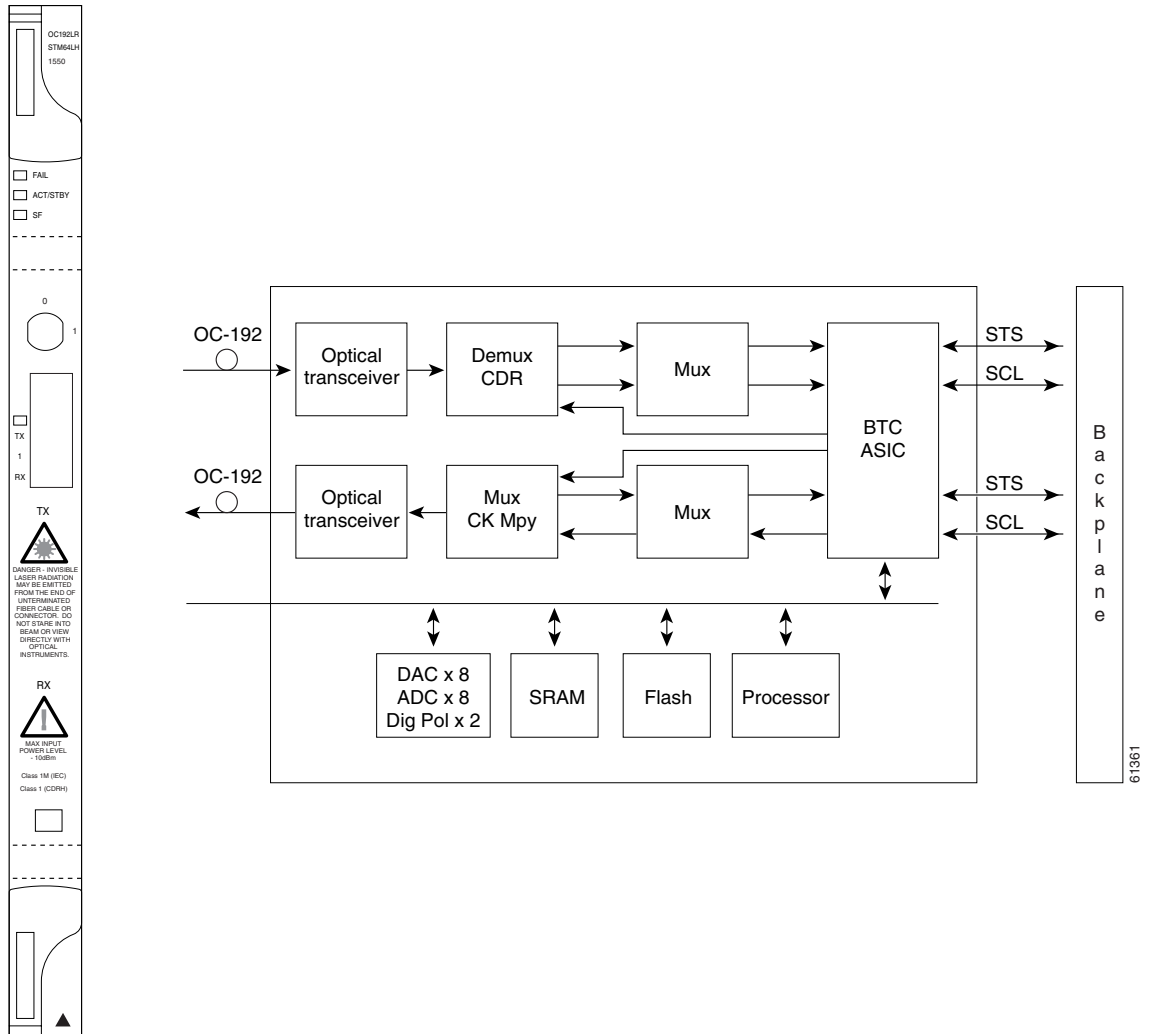 OC192LR
STM64LH
1550
FAIL
ACT/STBY
SF
0
1
TX
1
RX
TX
DANGER - INVISIBLE
LASER RADIATION
MAY BE EMITTED
FROM THE END OF
UNTERMINATED
FIBER CABLE OR
CONNECTOR. DO
NOT STARE INTO
BEAM OR VIEW
DIRECTLY WITH
OPTICAL
INSTRUMENTS.
RX
!
MAX INPUT
POWER LEVEL
- 10dBm
Class 1M (IEC)
Class 1 (CDRH)
OC-192
Optical
transceiver
Demux
CDR
Mux
BTC
ASIC
STS
SCL
OC-192
Optical
transceiver
Mux
CK Mpy
Mux
STS
SCL
DAC x 8
ADC x 8
Dig Pol x 2
SRAM
Flash
Processor
Backplane
61361